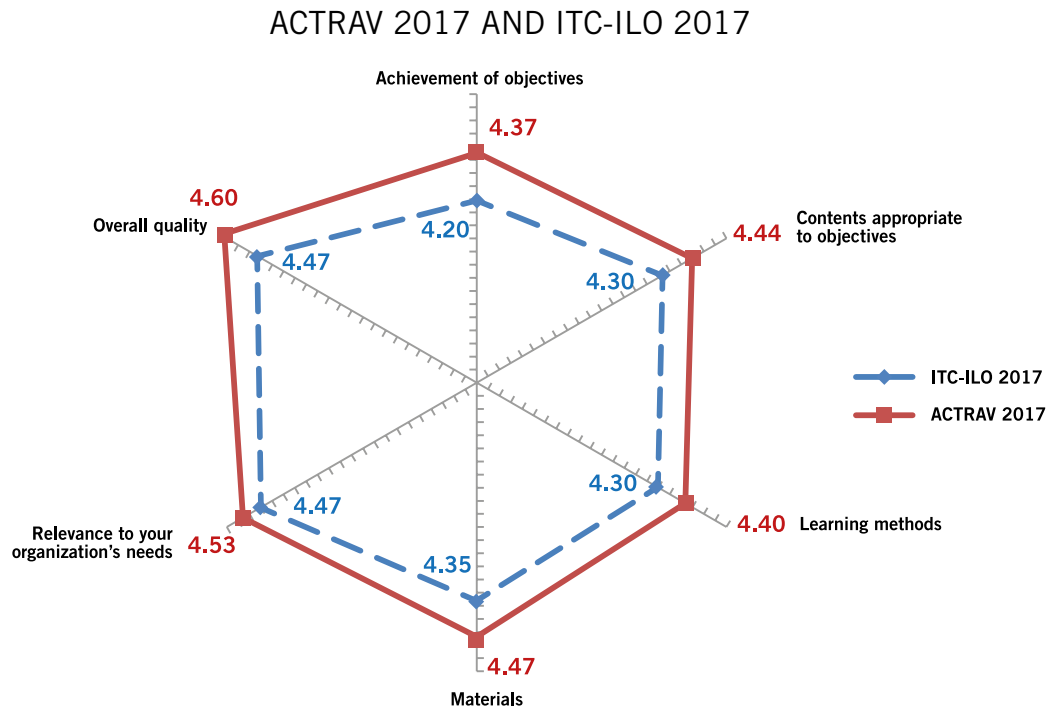 ACTRAV 2017 AND ITC-ILO 2017
Achievement of objectives
4.37
4.60
Overall quality
4.20
4.47
Contents appropriate
to objectives
4.44
4.30
ITC-ILO 2017
ACTRAV 2017
4.30
4.40
Learning methods
4.47
Relevance to your
organization's needs
4.53
4.35
4.47
Materials